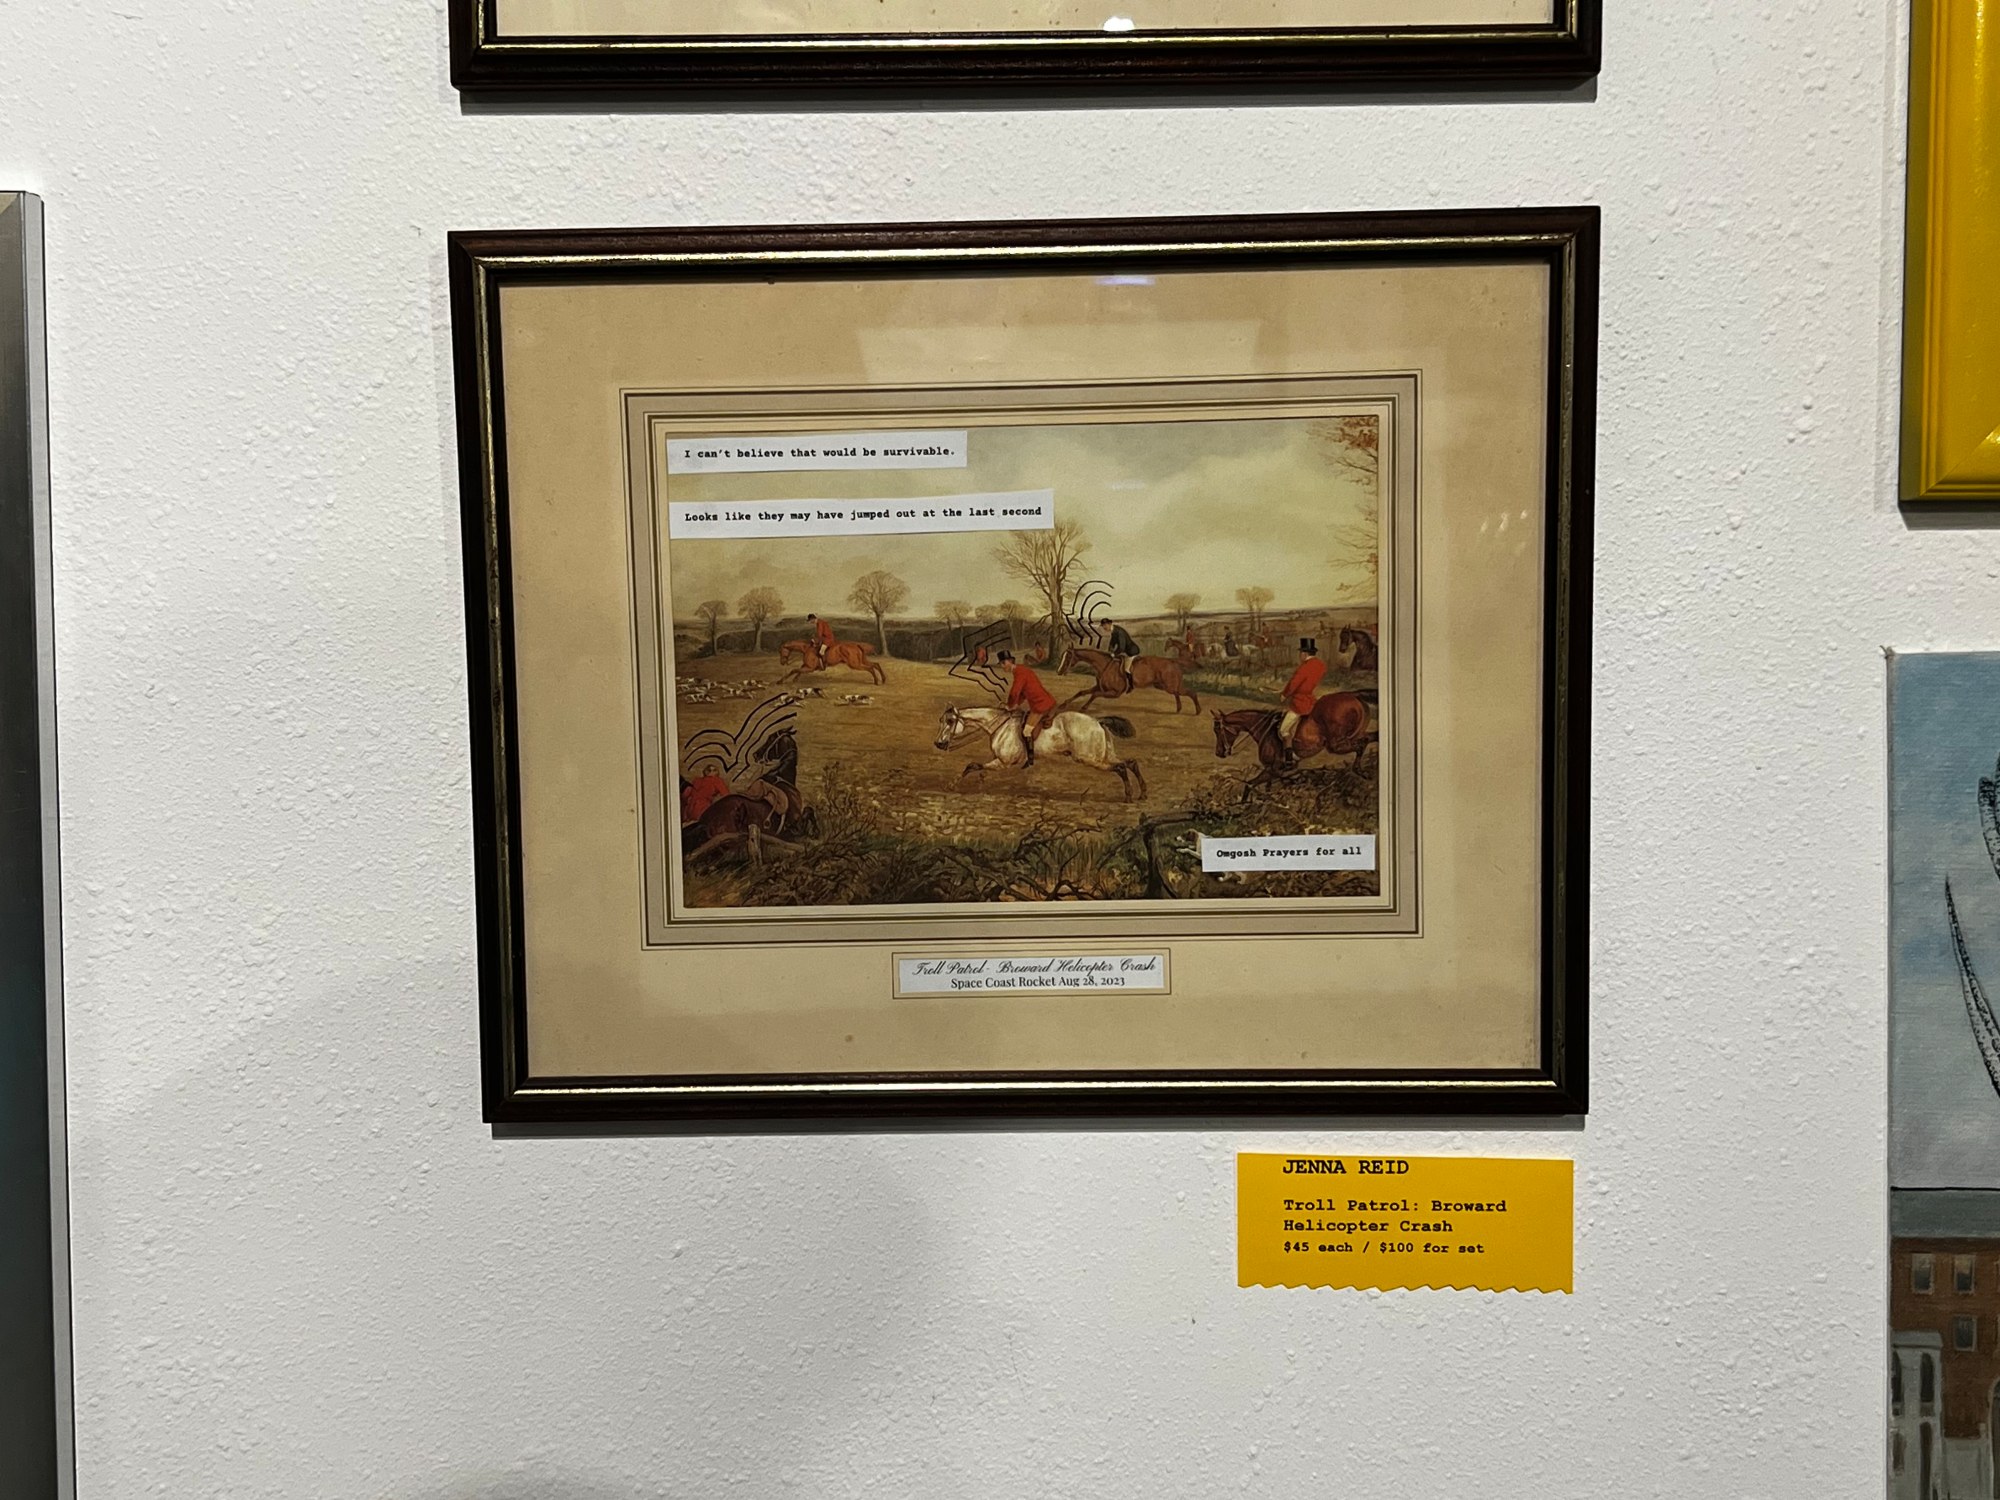 I can't believe that would be survivable.
Looks like they may have jumped out at the last second
Omgosh Prayers for all
Troll Patrol - Broward Helicopter Crash
Space Coast Rocket Aug 28, 2023
JENNA REID
Troll Patrol: Broward
Helicopter Crash
$45 each / $100 for set